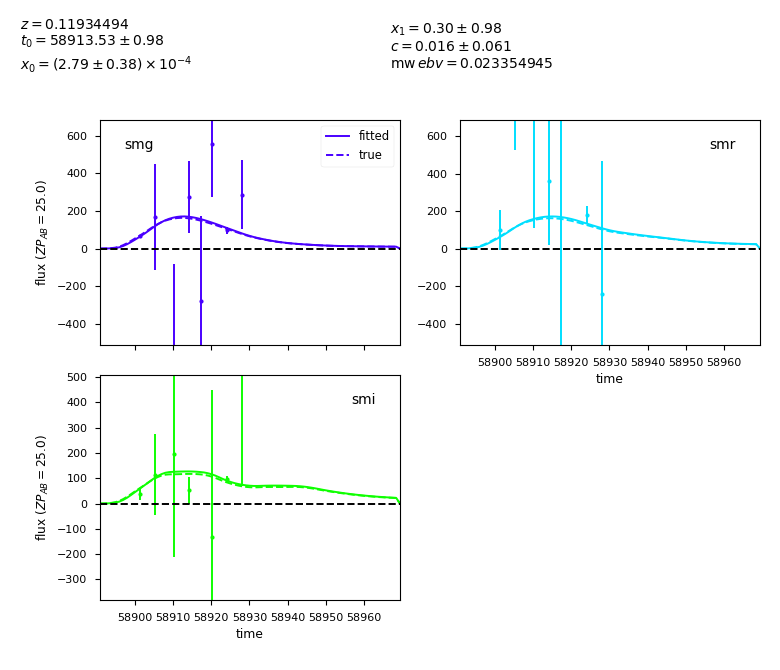 z = 0.11934494
t₀ = 58913.53 ± 0.98
x₀ = (2.79 ± 0.38) × 10⁻⁴
x₁ = 0.30 ± 0.98
c = 0.016 ± 0.061
mw ebv = 0.023354945
smg
fitted
true
600
400
200
0
−200
−400
flux (ZP_AB = 25.0)
smr
600
400
200
0
−200
−400
58900 58910 58920 58930 58940 58950 58960
time
smi
500
400
300
200
100
0
−100
−200
−300
flux (ZP_AB = 25.0)
58900 58910 58920 58930 58940 58950 58960
time